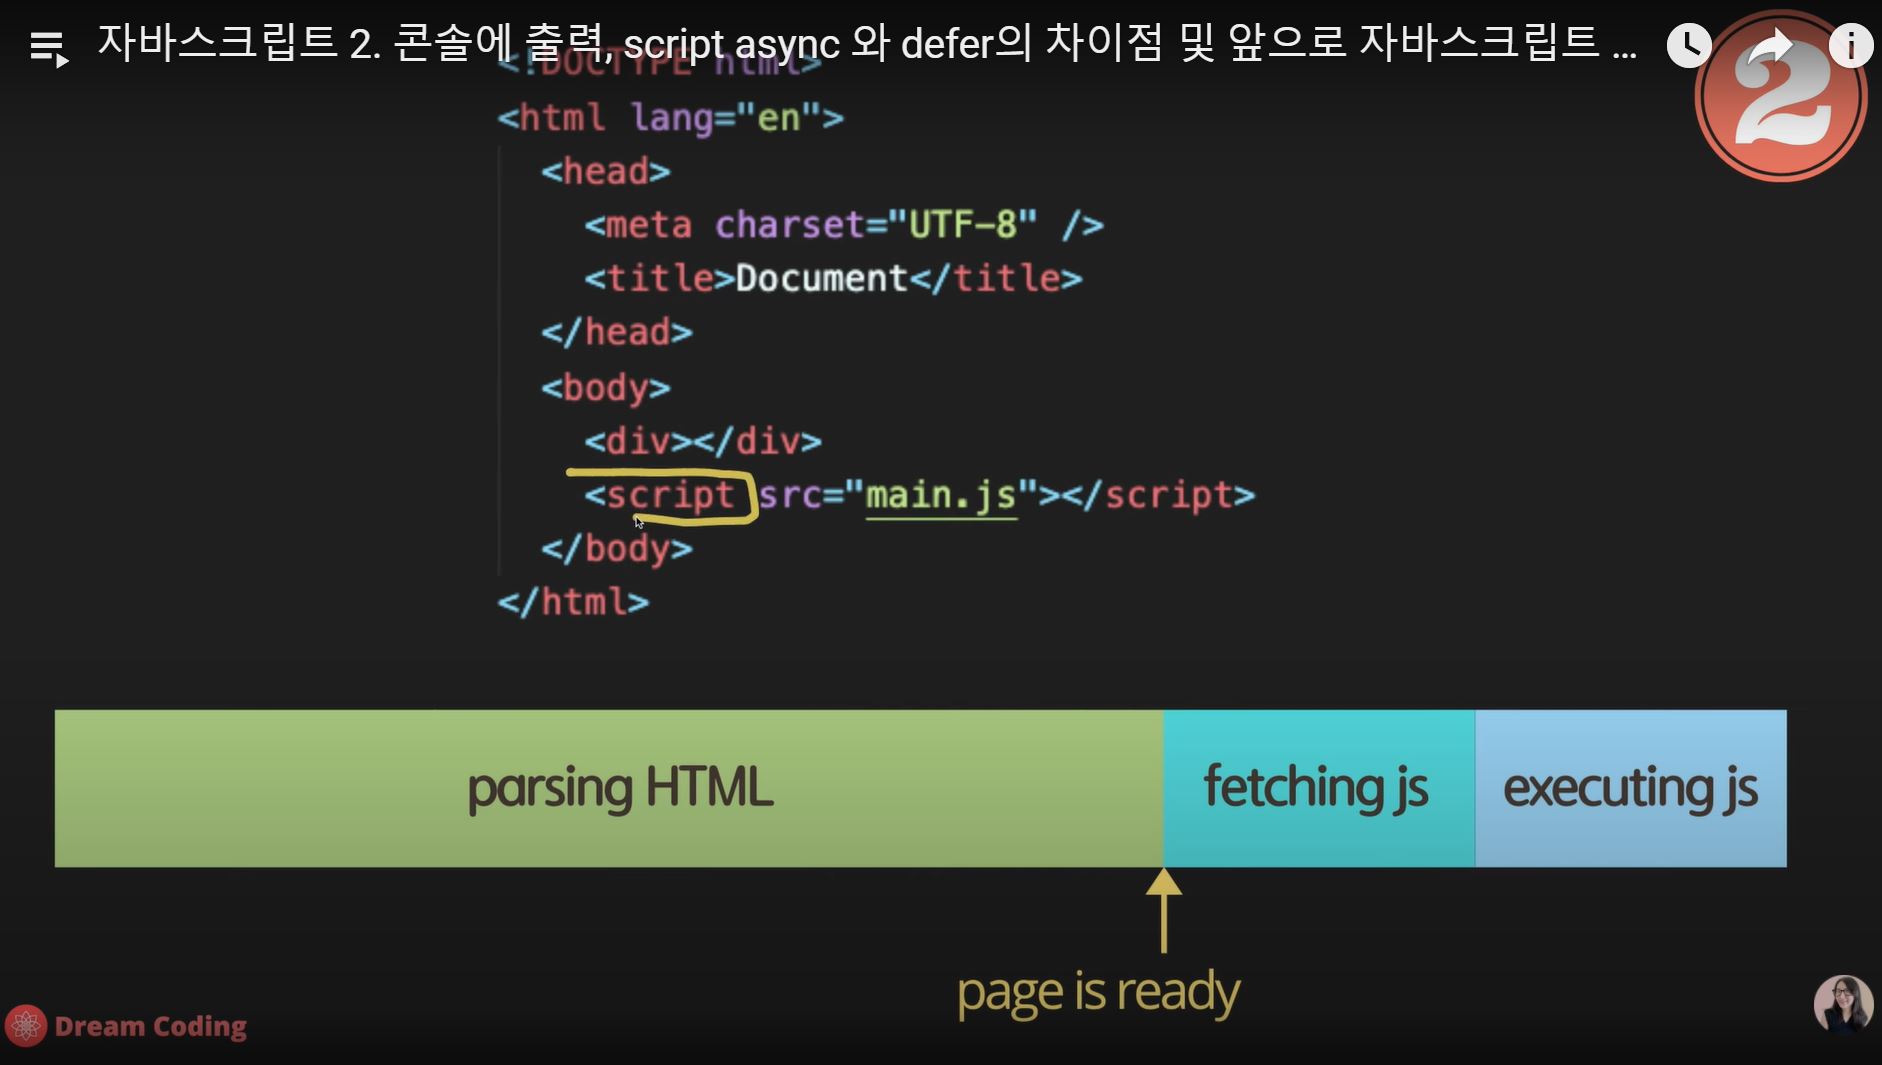 자바스크립트 2. 콘솔에 출력, script async 와 defer의 차이점 및 앞으로 자바스크립트 ...
2
<!DOCTYPE html>
<html lang="en">
<head>
<meta charset="UTF-8" />
<title>Document</title>
</head>
<body>
<div></div>
<script src="main.js"></script>
</body>
</html>
parsing HTML
fetching js
executing js
page is ready
Dream Coding